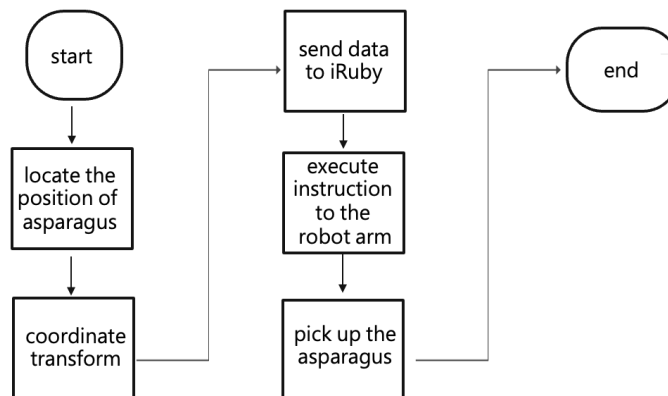 start
locate the
position of
asparagus
coordinate
transform
send data
to iRuby
execute
instruction
to the
robot arm
pick up the
asparagus
end